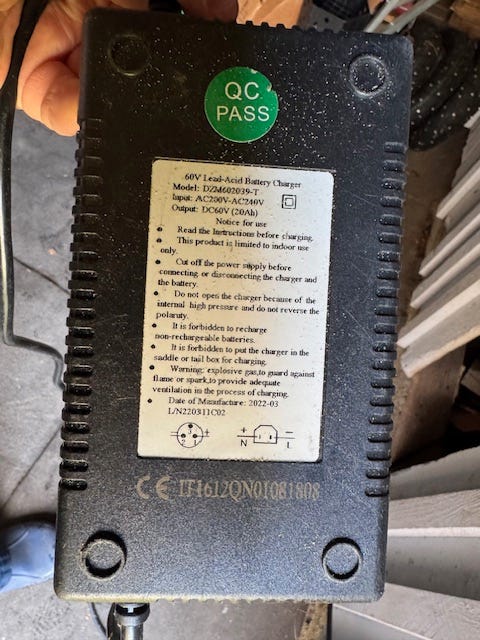 QC
PASS
60V Lead-Acid Battery Charger
Model: DZM602039-T
Input: AC200V-AC240V
Output: DC60V (20Ah)
Notice for use
• Read the Instructions before charging.
• This product is limited to indoor use
only.
• Cut off the power supply before
connecting or disconnecting the charger and
the battery.
• Do not open the charger because of the
internal high pressure and do not reverse the
polaruty.
• It is forbidden to recharge
non-rechargeable batteries.
• It is forbidden to put the charger in the
saddle or tail box for charging.
• Warning: explosive gas,to guard against
flame or spark,to provide adequate
ventilation in the process of charging.
• Date of Manufacture: 2022-03
L/N220311C02
3 + + −
2 1 N L
CE IT1612QN01081808